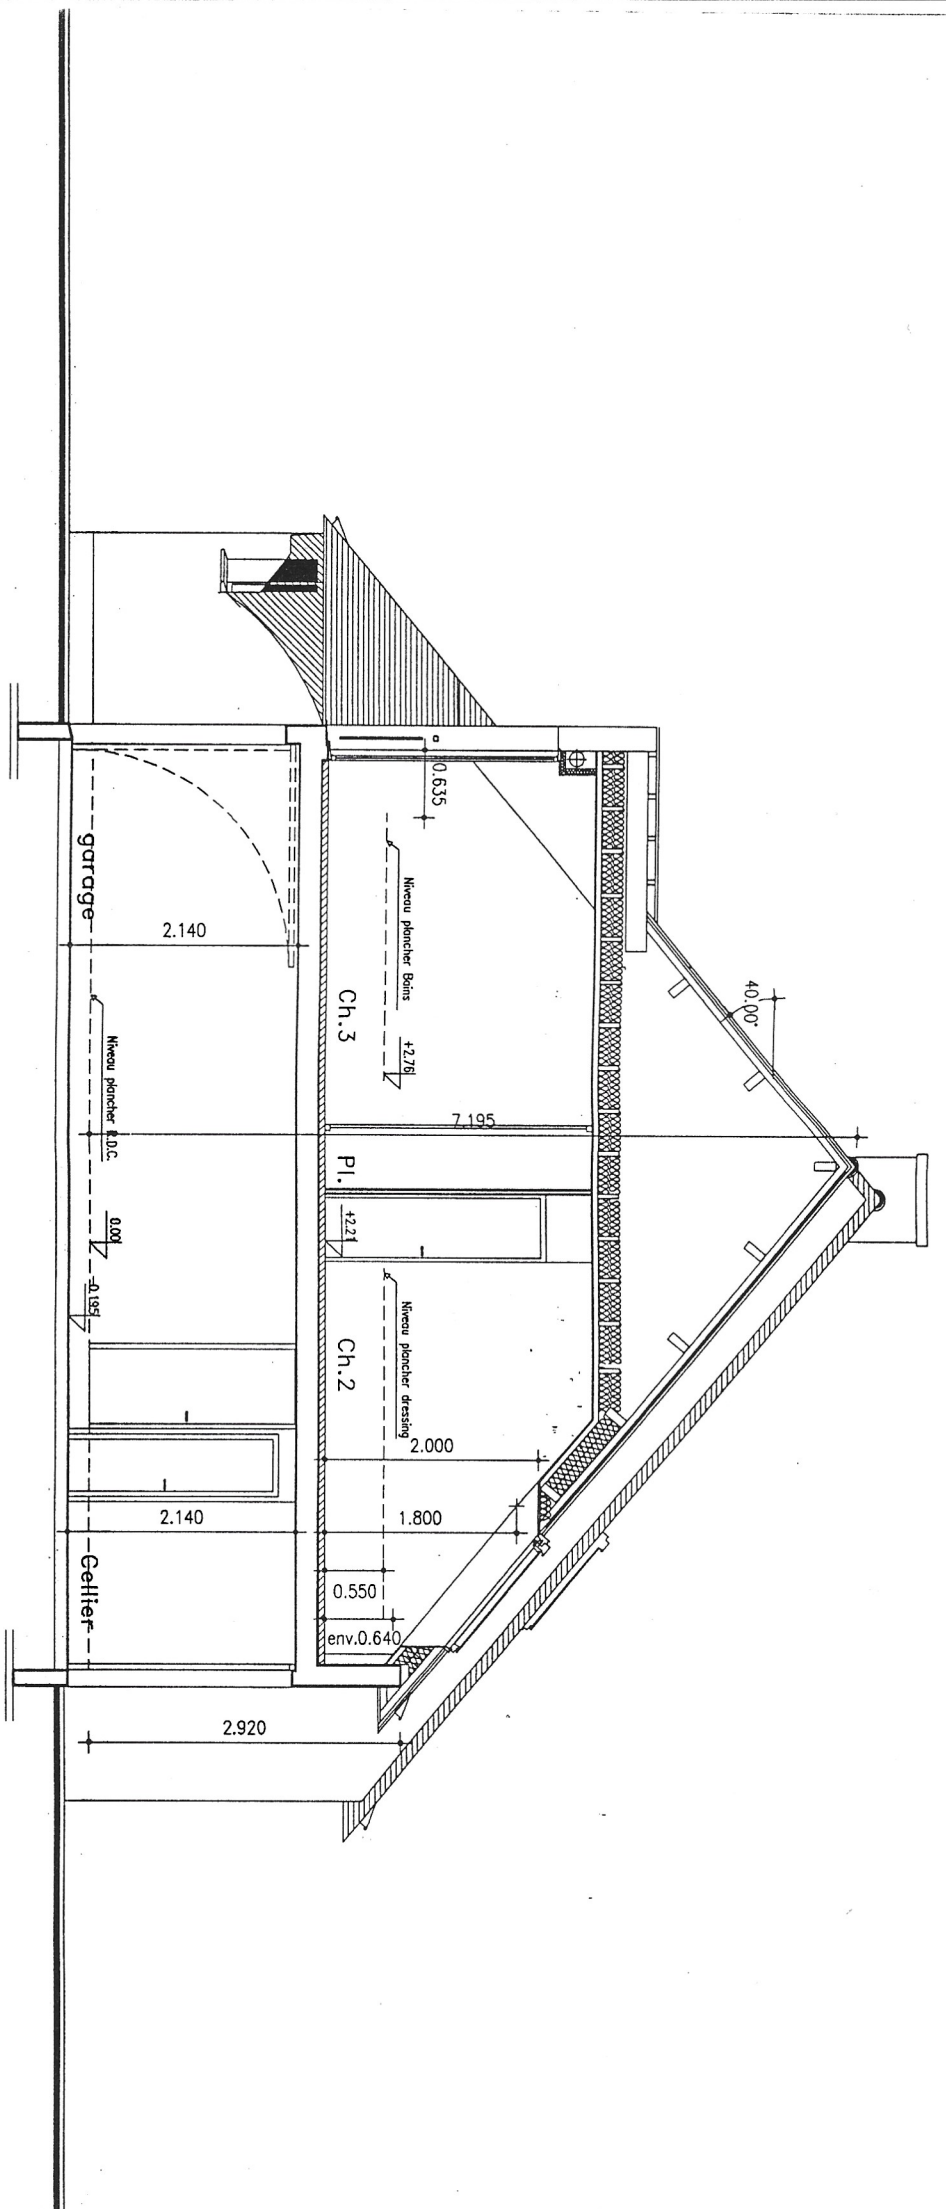 40.00°
0.635
Niveau plancher Bains
+2.76
Ch.3
7.195
Pl.
+2.21
Niveau plancher dressing
Ch.2
2.000
1.800
0.550
env.0.640
garage
2.140
Niveau plancher R.D.C.
0.00
-0.195
2.140
Cellier
2.920